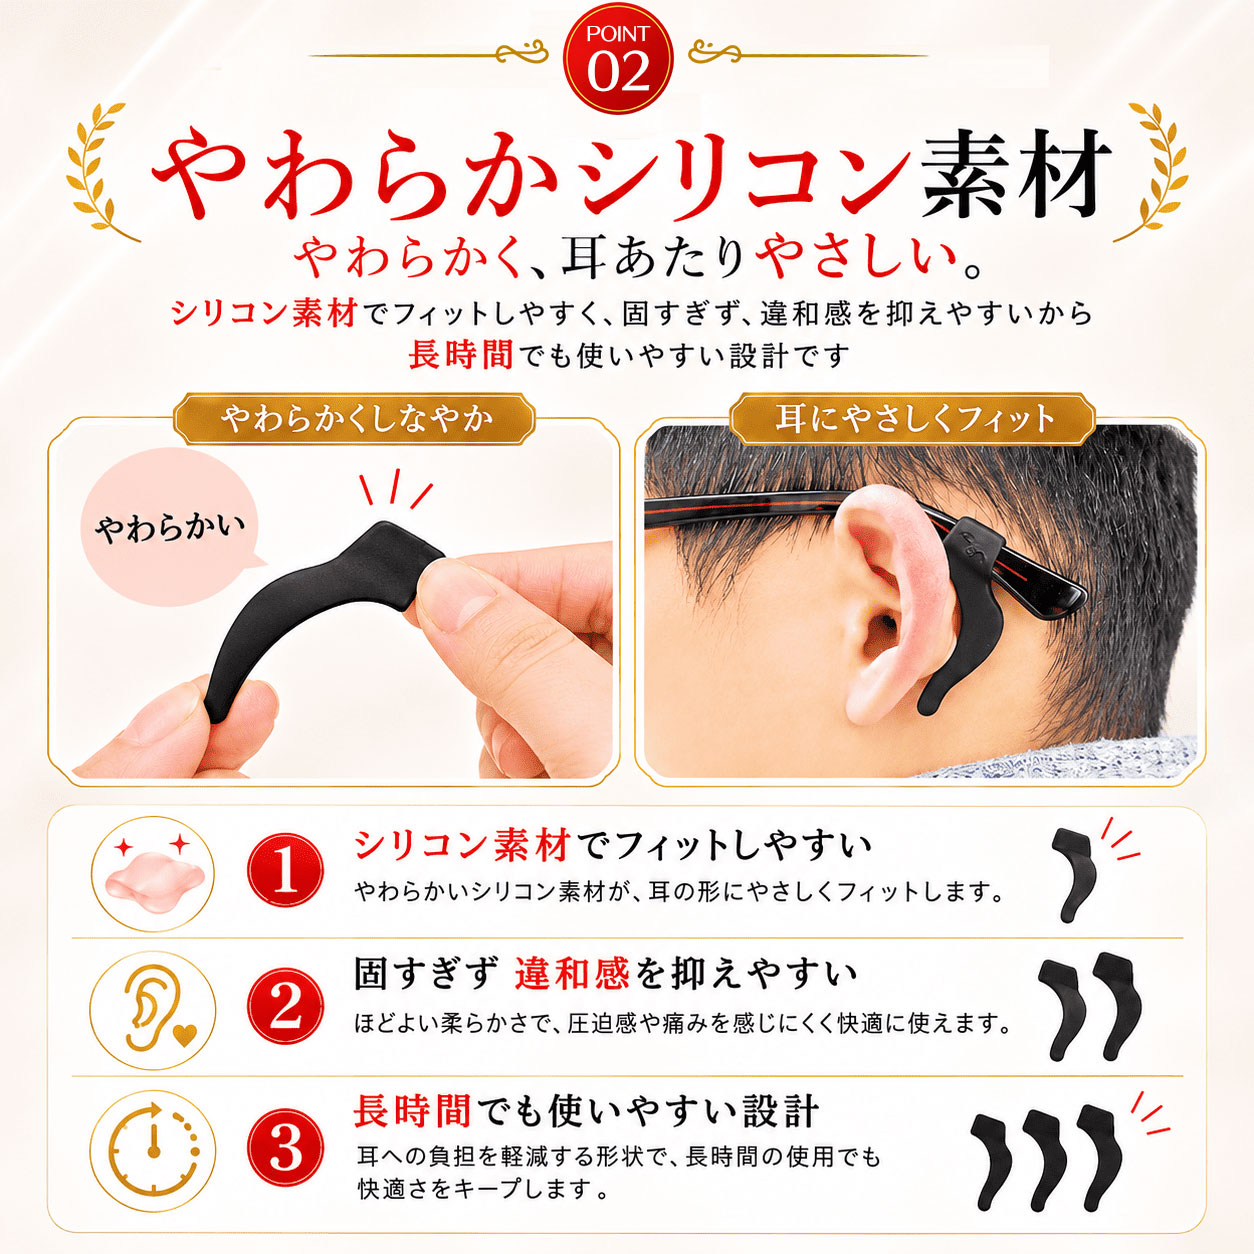 POINT
02
やわらかシリコン素材
やわらかく、耳あたりやさしい。
シリコン素材でフィットしやすく、固すぎず、違和感を抑えやすいから
長時間でも使いやすい設計です
やわらかくしなやか
耳にやさしくフィット
やわらかい
1
シリコン素材でフィットしやすい
やわらかいシリコン素材が、耳の形にやさしくフィットします。
2
固すぎず 違和感を抑えやすい
ほどよい柔らかさで、圧迫感や痛みを感じにくく快適に使えます。
3
長時間でも使いやすい設計
耳への負担を軽減する形状で、長時間の使用でも
快適さをキープします。